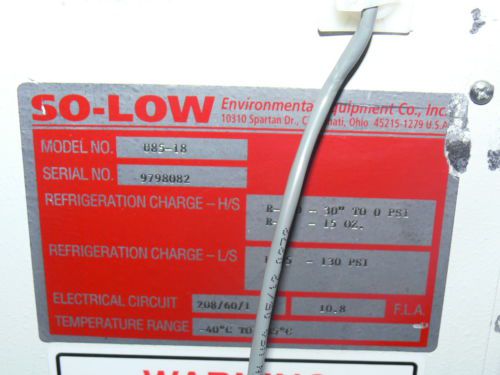 SO-LOW Environmental Equipment Co., Inc.
10310 Spartan Dr., Cincinnati, Ohio 45215-1279 U.S.A.
MODEL NO. U85-18
SERIAL NO. 9798082
REFRIGERATION CHARGE – H/S 30" TO 0 PSI
15 OZ.
REFRIGERATION CHARGE – L/S 130 PSI
ELECTRICAL CIRCUIT 208/60/1 10.8 F.L.A.
TEMPERATURE RANGE -40°C TO
WARNING